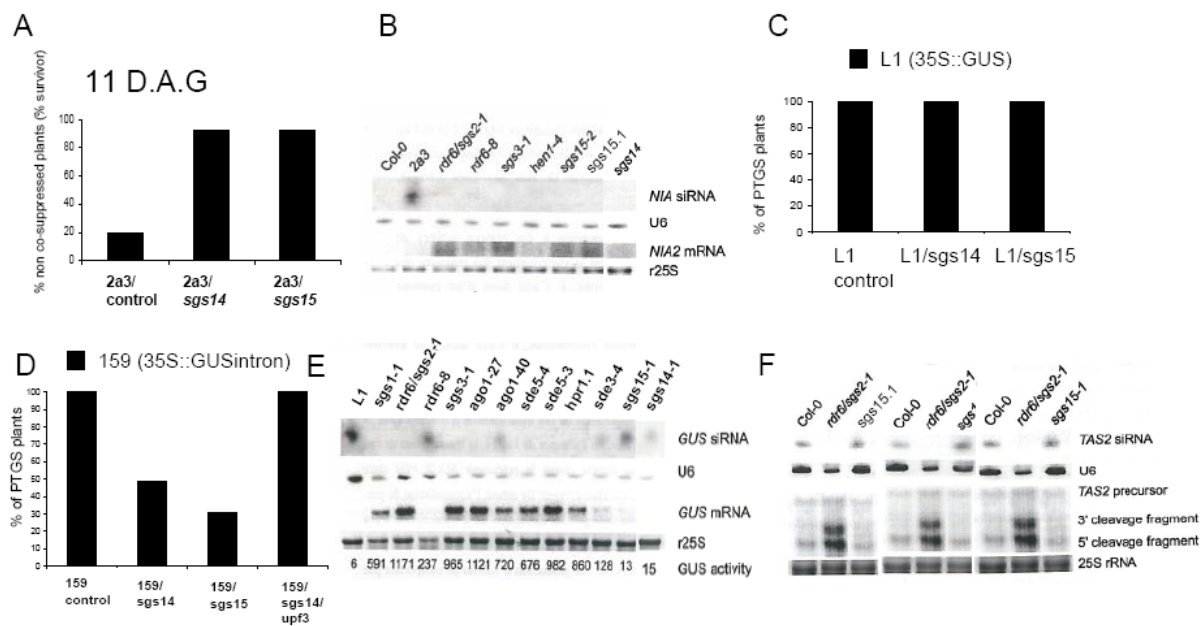 A
11 D.A.G
% non co-suppressed plants (% survivor)
100
80
60
40
20
0
2a3/
control
2a3/
sgs14
2a3/
sgs15
B
Col-0
2a3
rdr6/sgs2-1
rdr6-8
sgs3-1
hen1-4
sgs15-2
sgs15.1
sgs14
NIA siRNA
U6
NIA2 mRNA
r25S
C
L1 (35S::GUS)
% of PTGS plants
100
80
60
40
20
0
L1
control
L1/sgs14
L1/sgs15
D
159 (35S::GUSintron)
% of PTGS plants
100
90
80
70
60
50
40
30
20
10
0
159
control
159/
sgs14
159/
sgs15
159/
sgs14/
upf3
E
L1
sgs1-1
rdr6/sgs2-1
rdr6-8
sgs3-1
ago1-27
ago1-40
sde5-4
sde5-3
hpr1.1
sde3-4
sgs15-1
sgs14-1
GUS siRNA
U6
GUS mRNA
r25S
6 591 1171 237 965 1121 720 676 982 860 128 13 15 GUS activity
F
Col-0
rdr6/sgs2-1
sgs15.1
Col-0
rdr6/sgs2-1
Col-0
rdr6/sgs2-1
sgs15-1
TAS2 siRNA
U6
TAS2 precursor
3' cleavage fragment
5' cleavage fragment
25S rRNA